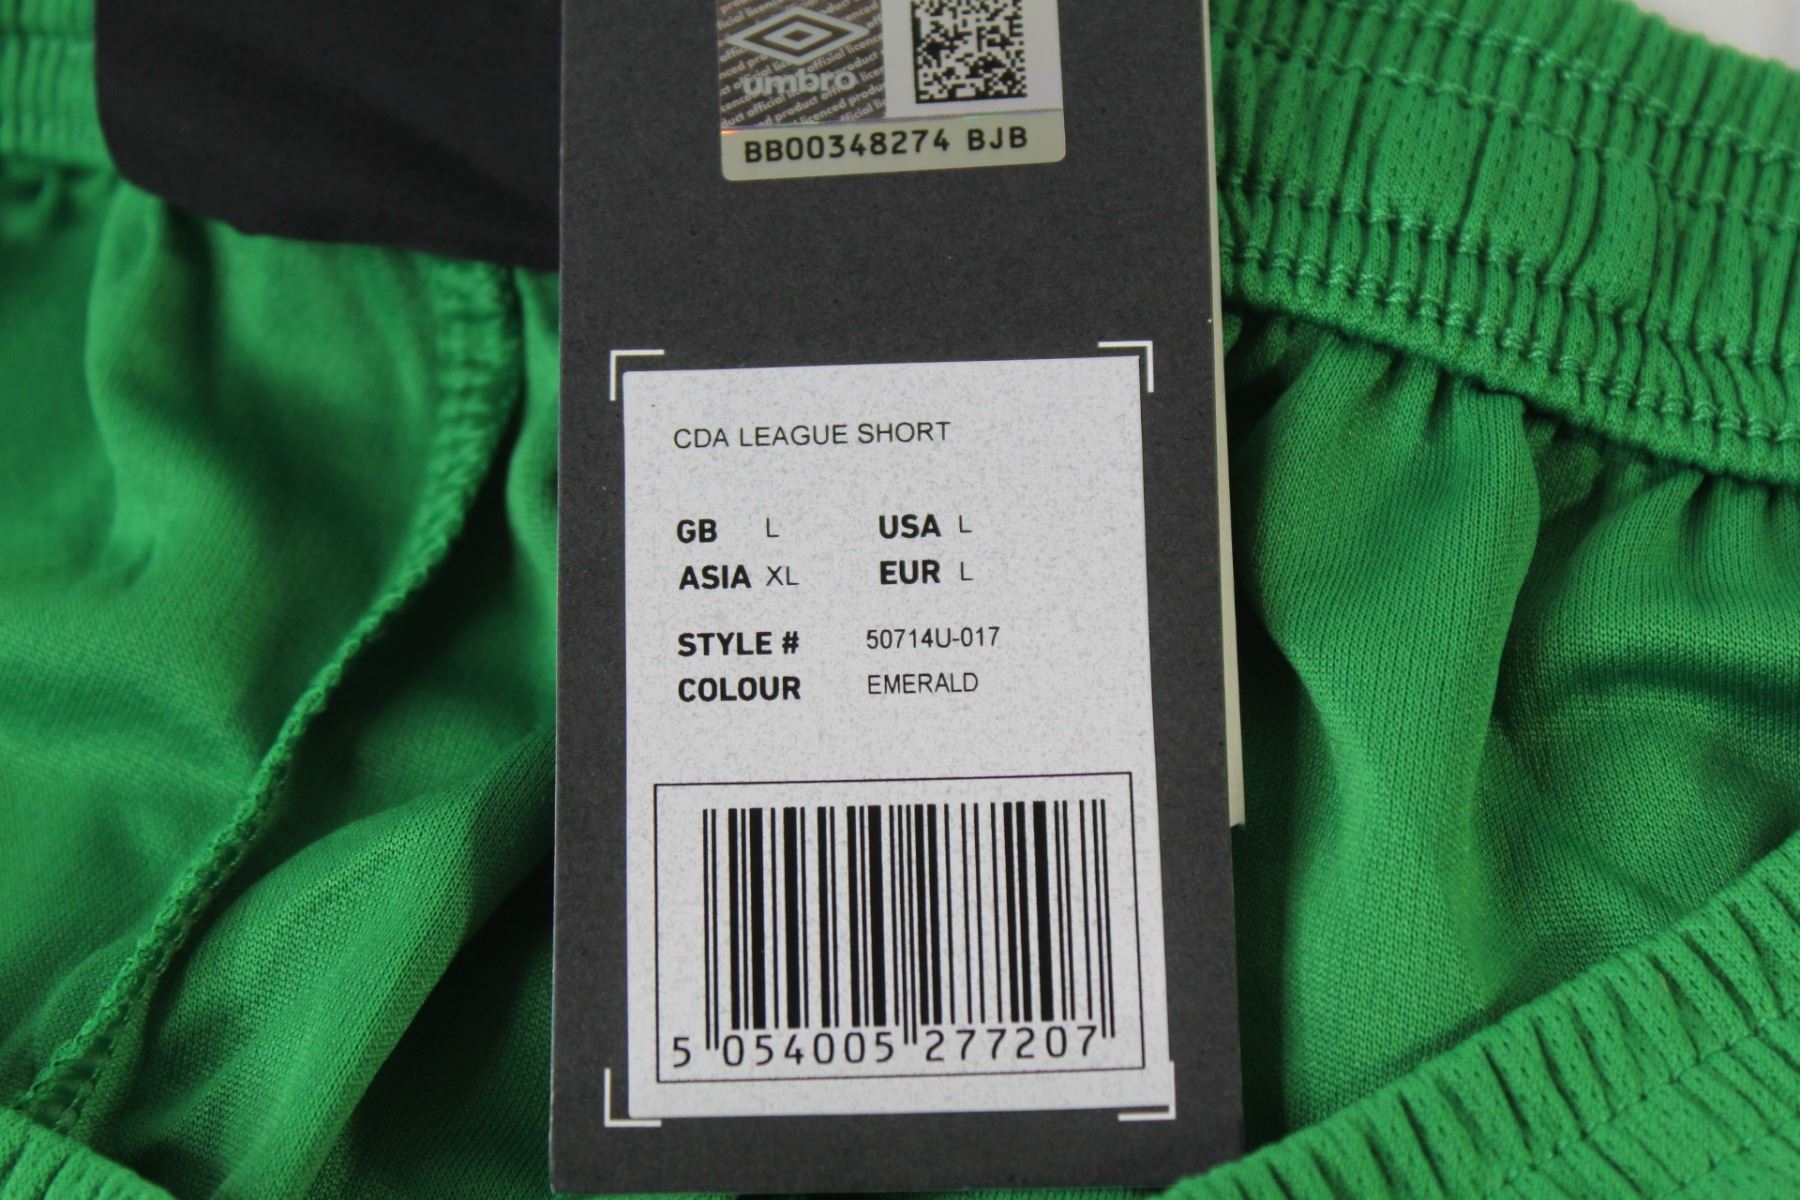 umbro
BB00348274 BJB
CDA LEAGUE SHORT
GB L USA L
ASIA XL EUR L
STYLE # 50714U-017
COLOUR EMERALD
5 054005 277207